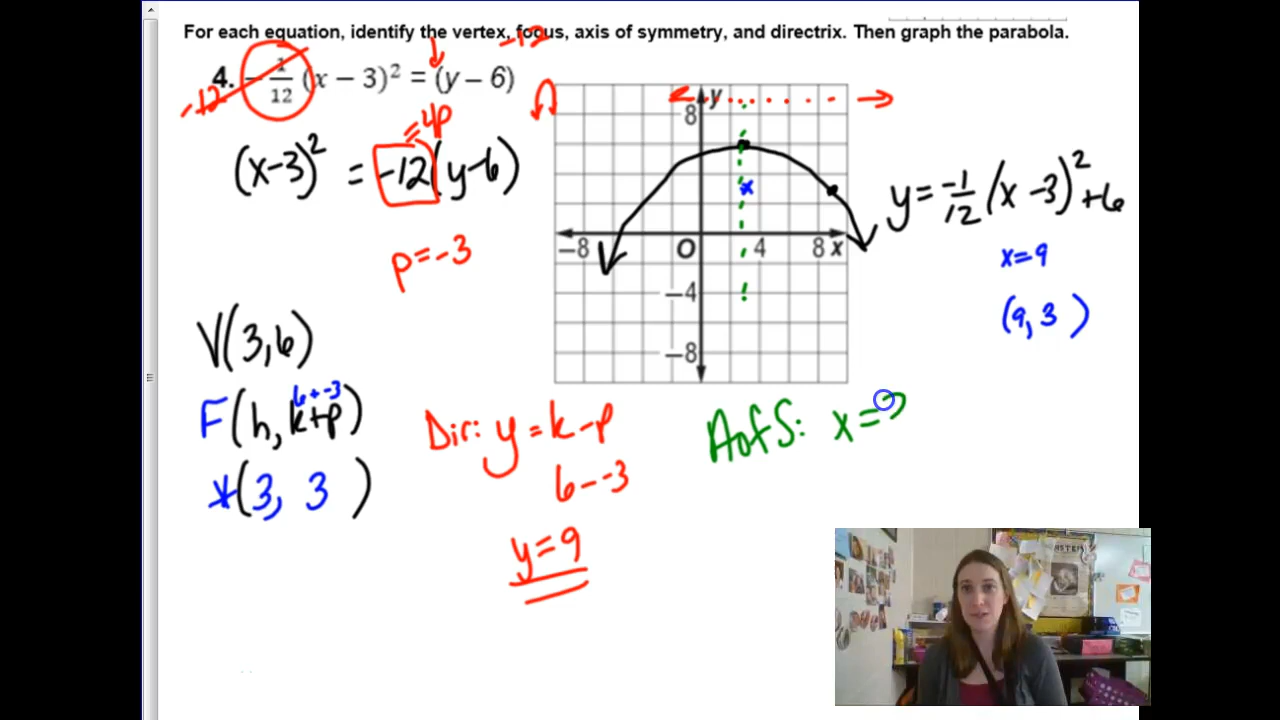 For each equation, identify the vertex, focus, axis of symmetry, and directrix. Then graph the parabola.
-12
4. -1/12 (x − 3)² = (y − 6)
-12
=4p
(x-3)² = -12(y-6)
p=-3
8 y
-8 O 4 8 x
-4
-8
y = -1/12 (x-3)² +6
x=9
(9, 3 )
V(3,6)
6+-3
F(h, k+p)
*(3, 3 )
Dir: y = k-p
6--3
y=9
AofS: x=3